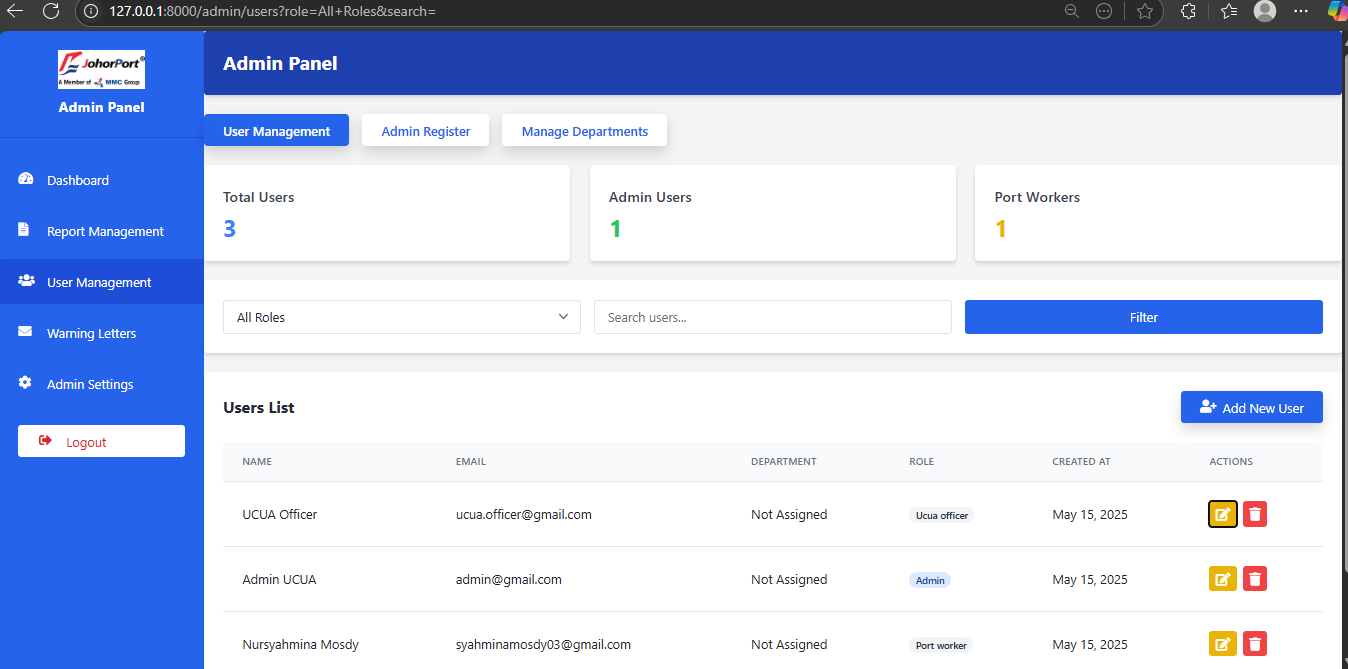 127.0.0.1:8000/admin/users?role=All+Roles&search=
JohorPort®
A Member of MMC Group
Admin Panel
Admin Panel
User Management Admin Register Manage Departments
Dashboard
Report Management
User Management
Warning Letters
Admin Settings
Logout
Total Users Admin Users Port Workers
3 1 1
All Roles Search users... Filter
Users List Add New User
NAME EMAIL DEPARTMENT ROLE CREATED AT ACTIONS
UCUA Officer ucua.officer@gmail.com Not Assigned Ucua officer May 15, 2025
Admin UCUA admin@gmail.com Not Assigned Admin May 15, 2025
Nursyahmina Mosdy syahminamosdy03@gmail.com Not Assigned Port worker May 15, 2025